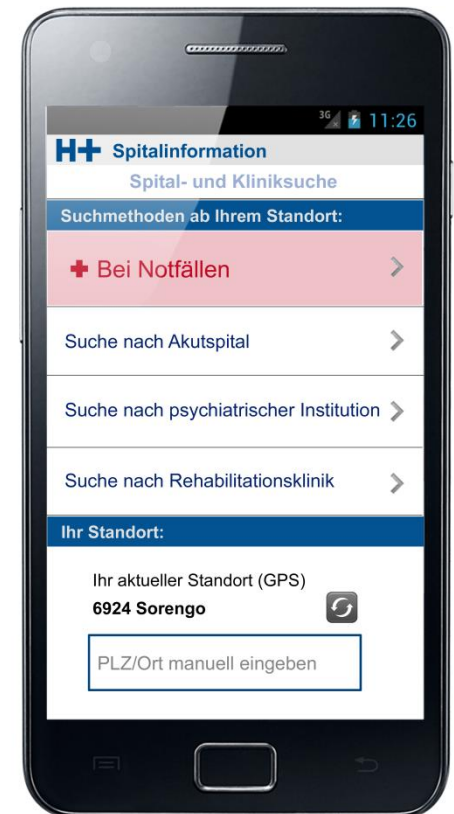 3G 11:26
H+ Spitalinformation
Spital- und Kliniksuche
Suchmethoden ab Ihrem Standort:
Bei Notfällen
Suche nach Akutspital
Suche nach psychiatrischer Institution
Suche nach Rehabilitationsklinik
Ihr Standort:
Ihr aktueller Standort (GPS)
6924 Sorengo
PLZ/Ort manuell eingeben